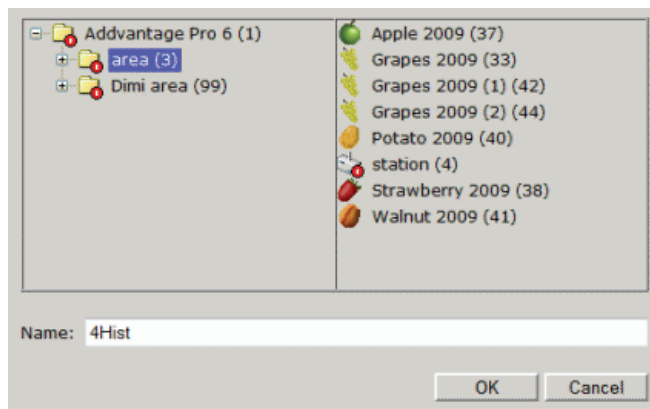 Addvantage Pro 6 (1)
area (3)
Dimi area (99)
Apple 2009 (37)
Grapes 2009 (33)
Grapes 2009 (1) (42)
Grapes 2009 (2) (44)
Potato 2009 (40)
station (4)
Strawberry 2009 (38)
Walnut 2009 (41)
Name: 4Hist
OK Cancel